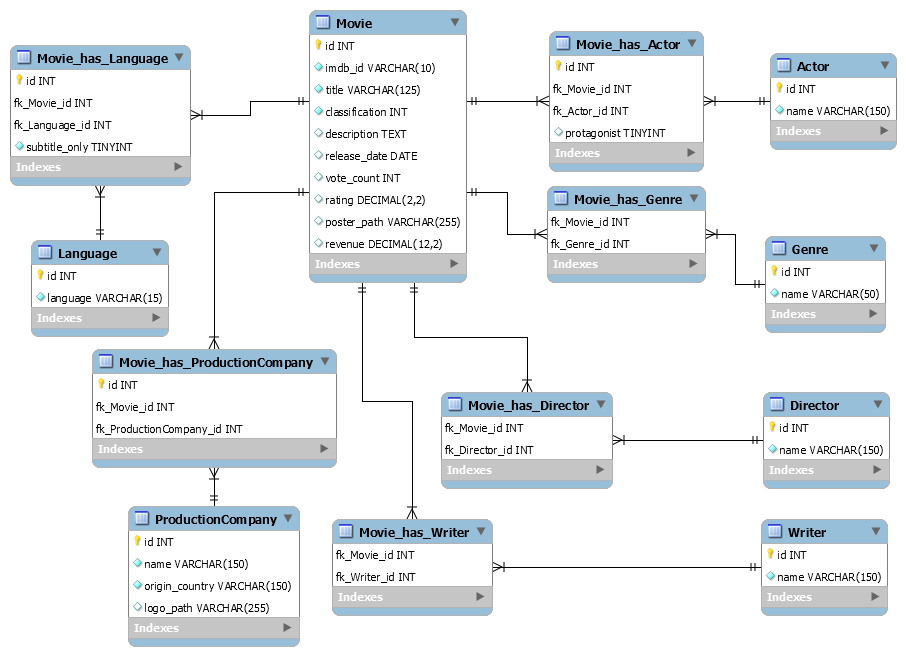 Movie
id INT
imdb_id VARCHAR(10)
title VARCHAR(125)
classification INT
description TEXT
release_date DATE
vote_count INT
rating DECIMAL(2,2)
poster_path VARCHAR(255)
revenue DECIMAL(12,2)
Indexes
Movie_has_Language
id INT
fk_Movie_id INT
fk_Language_id INT
subtitle_only TINYINT
Indexes
Language
id INT
language VARCHAR(15)
Indexes
Movie_has_Actor
id INT
fk_Movie_id INT
fk_Actor_id INT
protagonist TINYINT
Indexes
Actor
id INT
name VARCHAR(150)
Indexes
Movie_has_Genre
fk_Movie_id INT
fk_Genre_id INT
Indexes
Genre
id INT
name VARCHAR(50)
Indexes
Movie_has_ProductionCompany
id INT
fk_Movie_id INT
fk_ProductionCompany_id INT
Indexes
ProductionCompany
id INT
name VARCHAR(150)
origin_country VARCHAR(150)
logo_path VARCHAR(255)
Indexes
Movie_has_Director
fk_Movie_id INT
fk_Director_id INT
Indexes
Director
id INT
name VARCHAR(150)
Indexes
Movie_has_Writer
fk_Movie_id INT
fk_Writer_id INT
Indexes
Writer
id INT
name VARCHAR(150)
Indexes